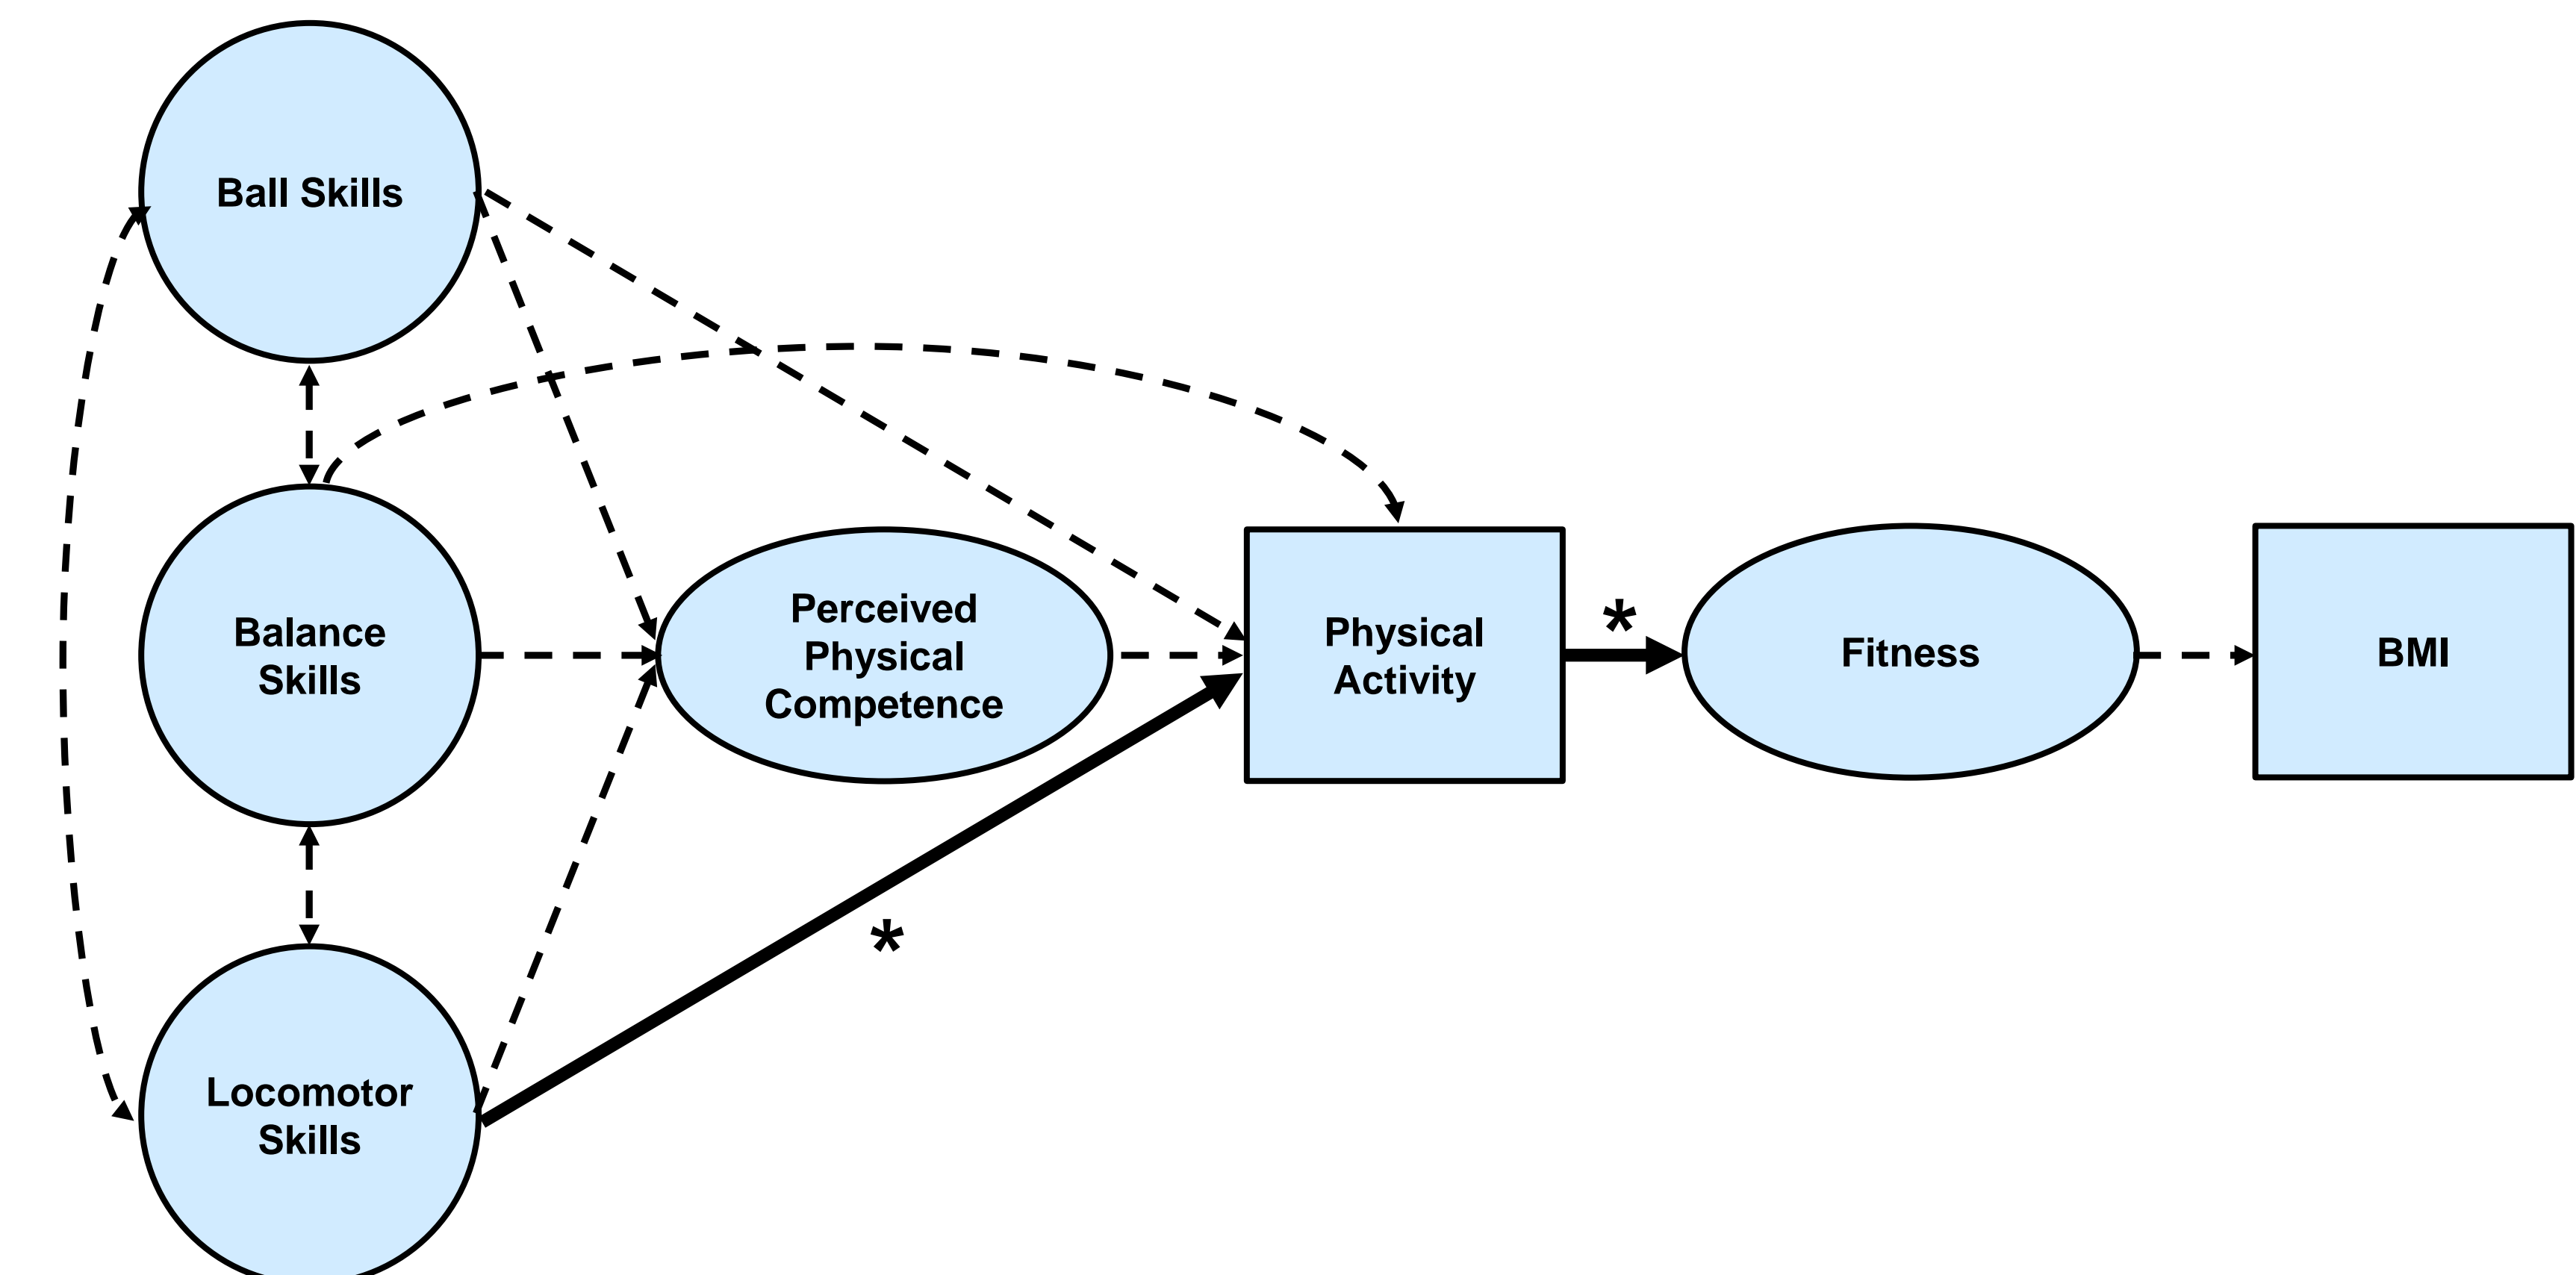 Ball Skills
Balance
Skills
Perceived
Physical
Competence
Physical
Activity
*
Fitness
BMI
*
Locomotor
Skills